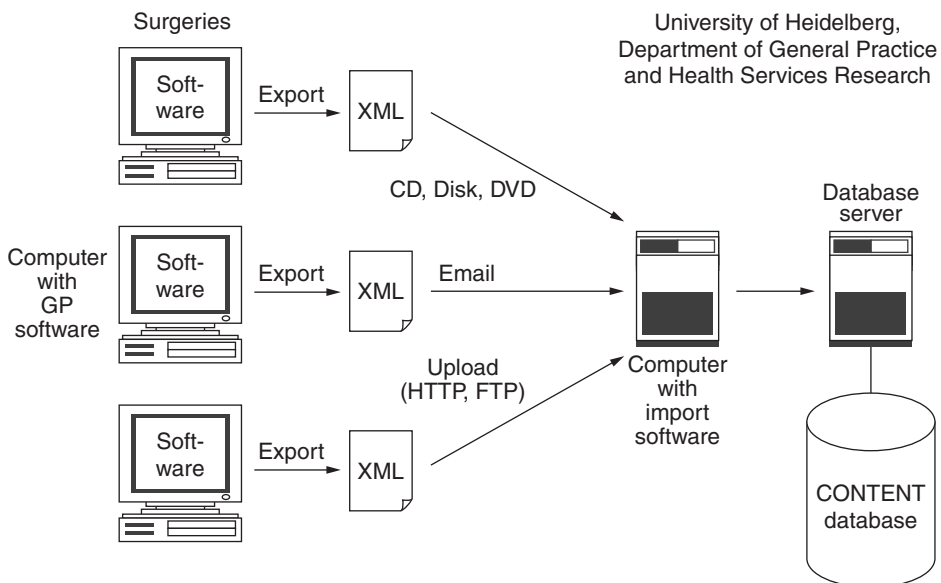 Surgeries
University of Heidelberg,
Department of General Practice
and Health Services Research
Soft-
ware
Export
XML
CD, Disk, DVD
Database
server
Computer
with
GP
software
Soft-
ware
Export
XML
Email
Upload
(HTTP, FTP)
Computer
with
import
software
Soft-
ware
Export
XML
CONTENT
database